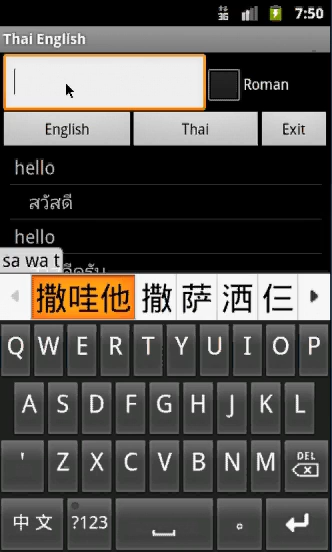 7:50
Thai English
Roman
English Thai Exit
hello
สวัสดี
hello
sa wa t
撒哇他 撒 萨 洒 仨
Q W E R T Y U I O P
A S D F G H J K L
' Z X C V B N M DEL
中文 ?123 。